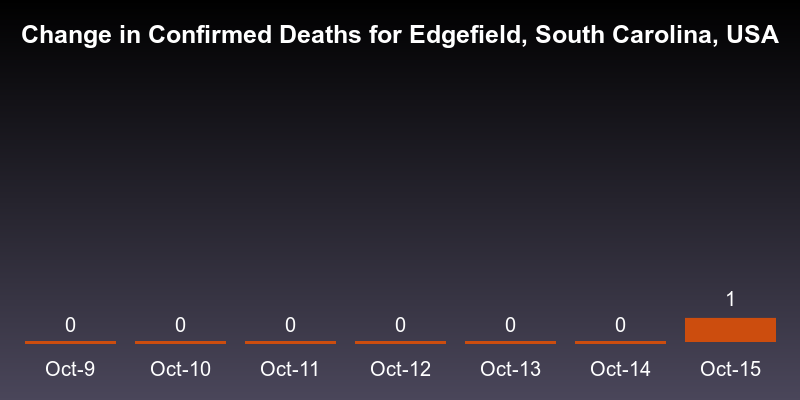 Change in Confirmed Deaths for Edgefield, South Carolina, USA
0 0 0 0 0 0 1
Oct-9 Oct-10 Oct-11 Oct-12 Oct-13 Oct-14 Oct-15